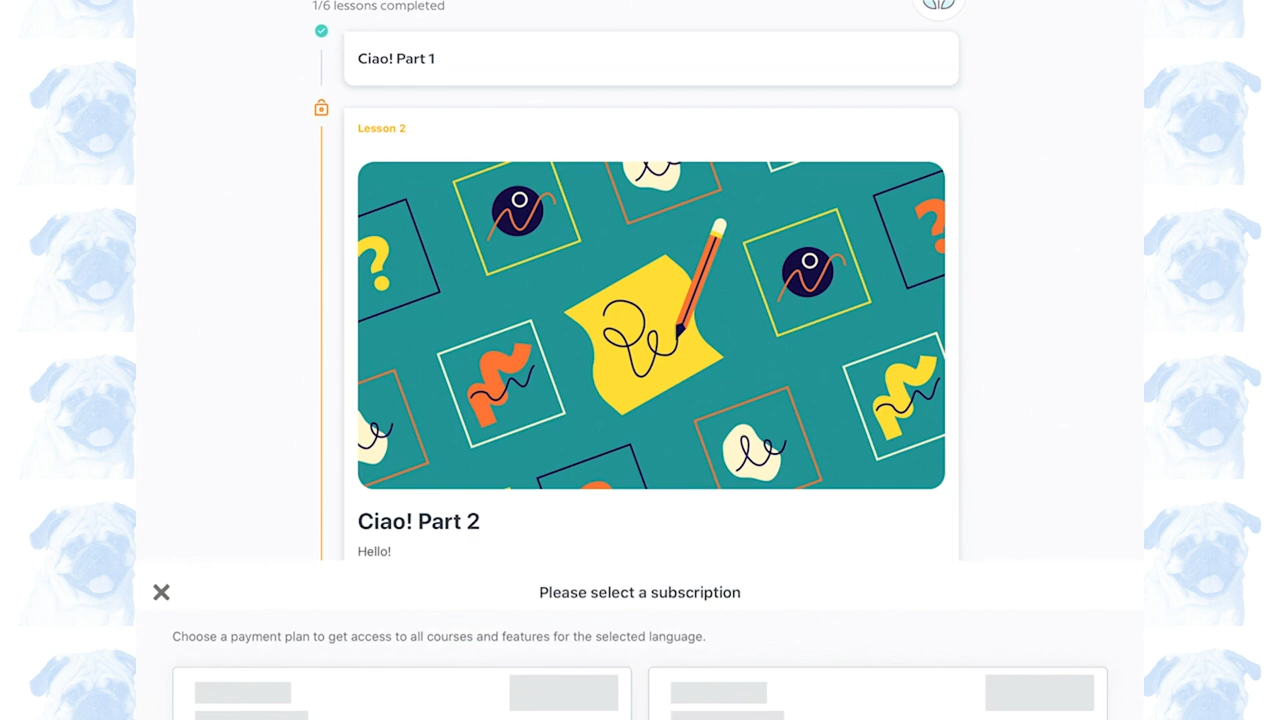 1/6 lessons completed
Ciao! Part 1
Lesson 2
Ciao! Part 2
Hello!
Please select a subscription
Choose a payment plan to get access to all courses and features for the selected language.